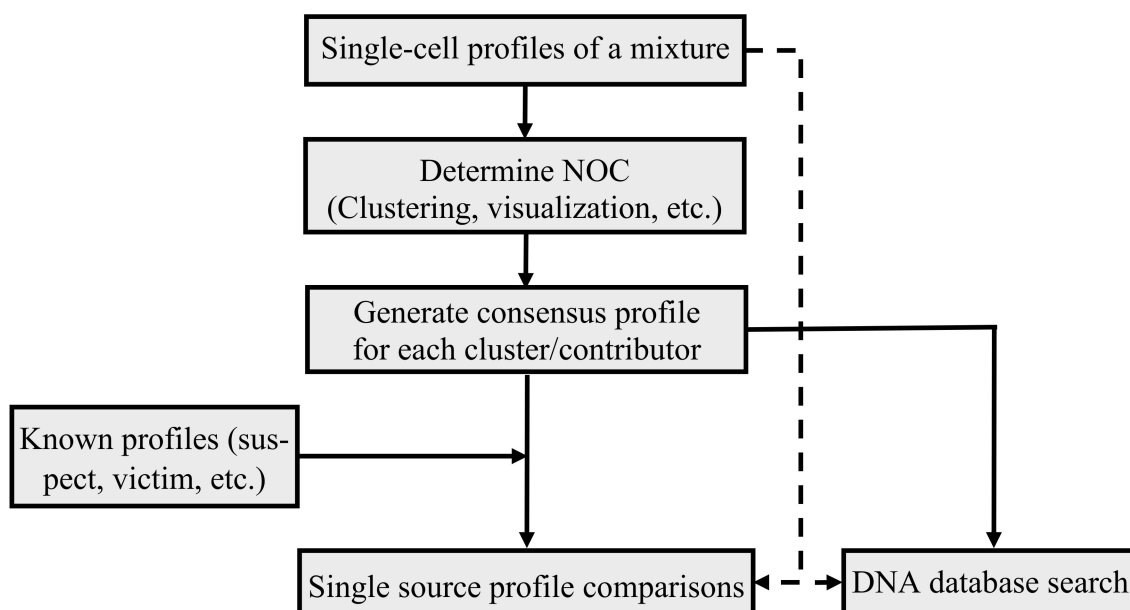 Single-cell profiles of a mixture
Determine NOC
(Clustering, visualization, etc.)
Generate consensus profile
for each cluster/contributor
Known profiles (sus-
pect, victim, etc.)
Single source profile comparisons
DNA database search